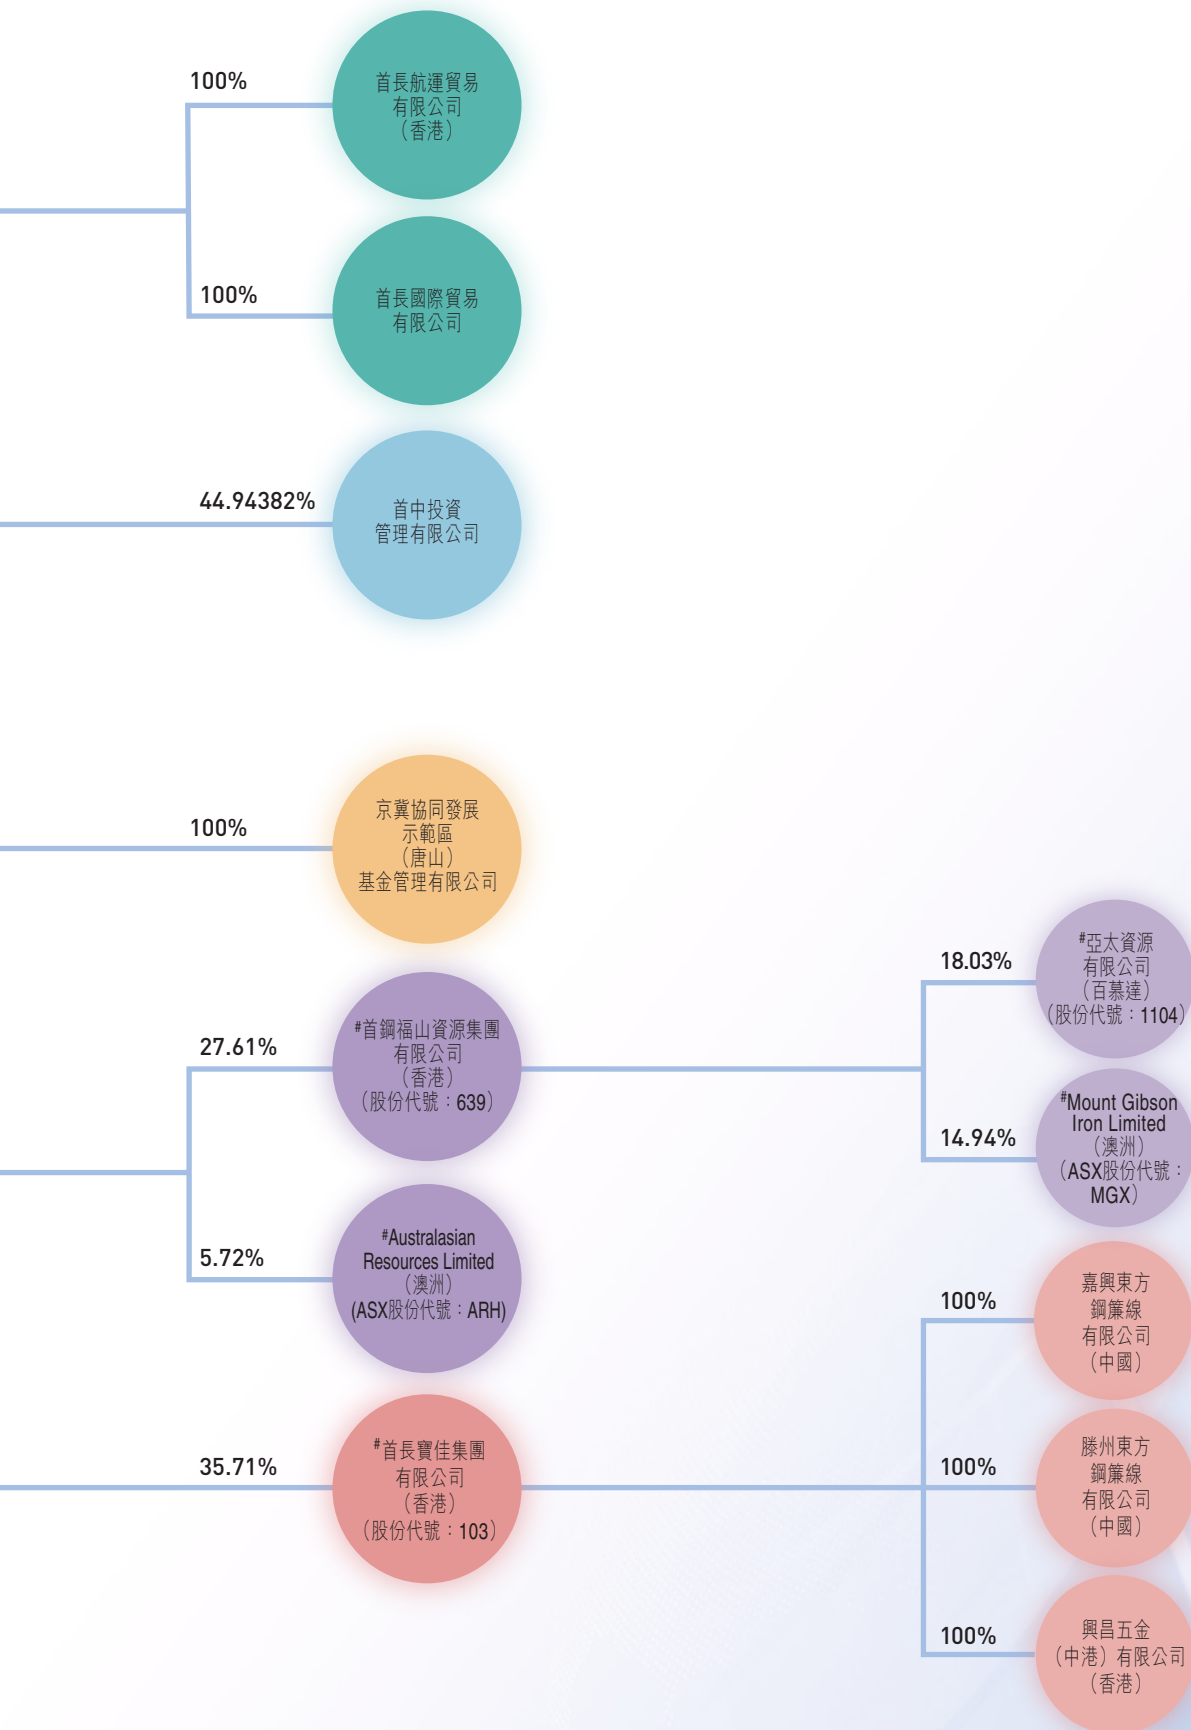 100%
首長航運貿易
有限公司
（香港）
100%
首長國際貿易
有限公司
44.94382%
首中投資
管理有限公司
100%
京冀協同發展
示範區
（唐山）
基金管理有限公司
27.61%
#首鋼福山資源集團
有限公司
（香港）
（股份代號：639）
18.03%
#亞太資源
有限公司
（百慕達）
（股份代號：1104）
14.94%
#Mount Gibson
Iron Limited
（澳洲）
（ASX股份代號：
MGX）
5.72%
#Australasian
Resources Limited
（澳洲）
(ASX股份代號：ARH)
35.71%
#首長寶佳集團
有限公司
（香港）
（股份代號：103）
100%
嘉興東方
鋼簾線
有限公司
（中國）
100%
滕州東方
鋼簾線
有限公司
（中國）
100%
興昌五金
（中港）有限公司
（香港）